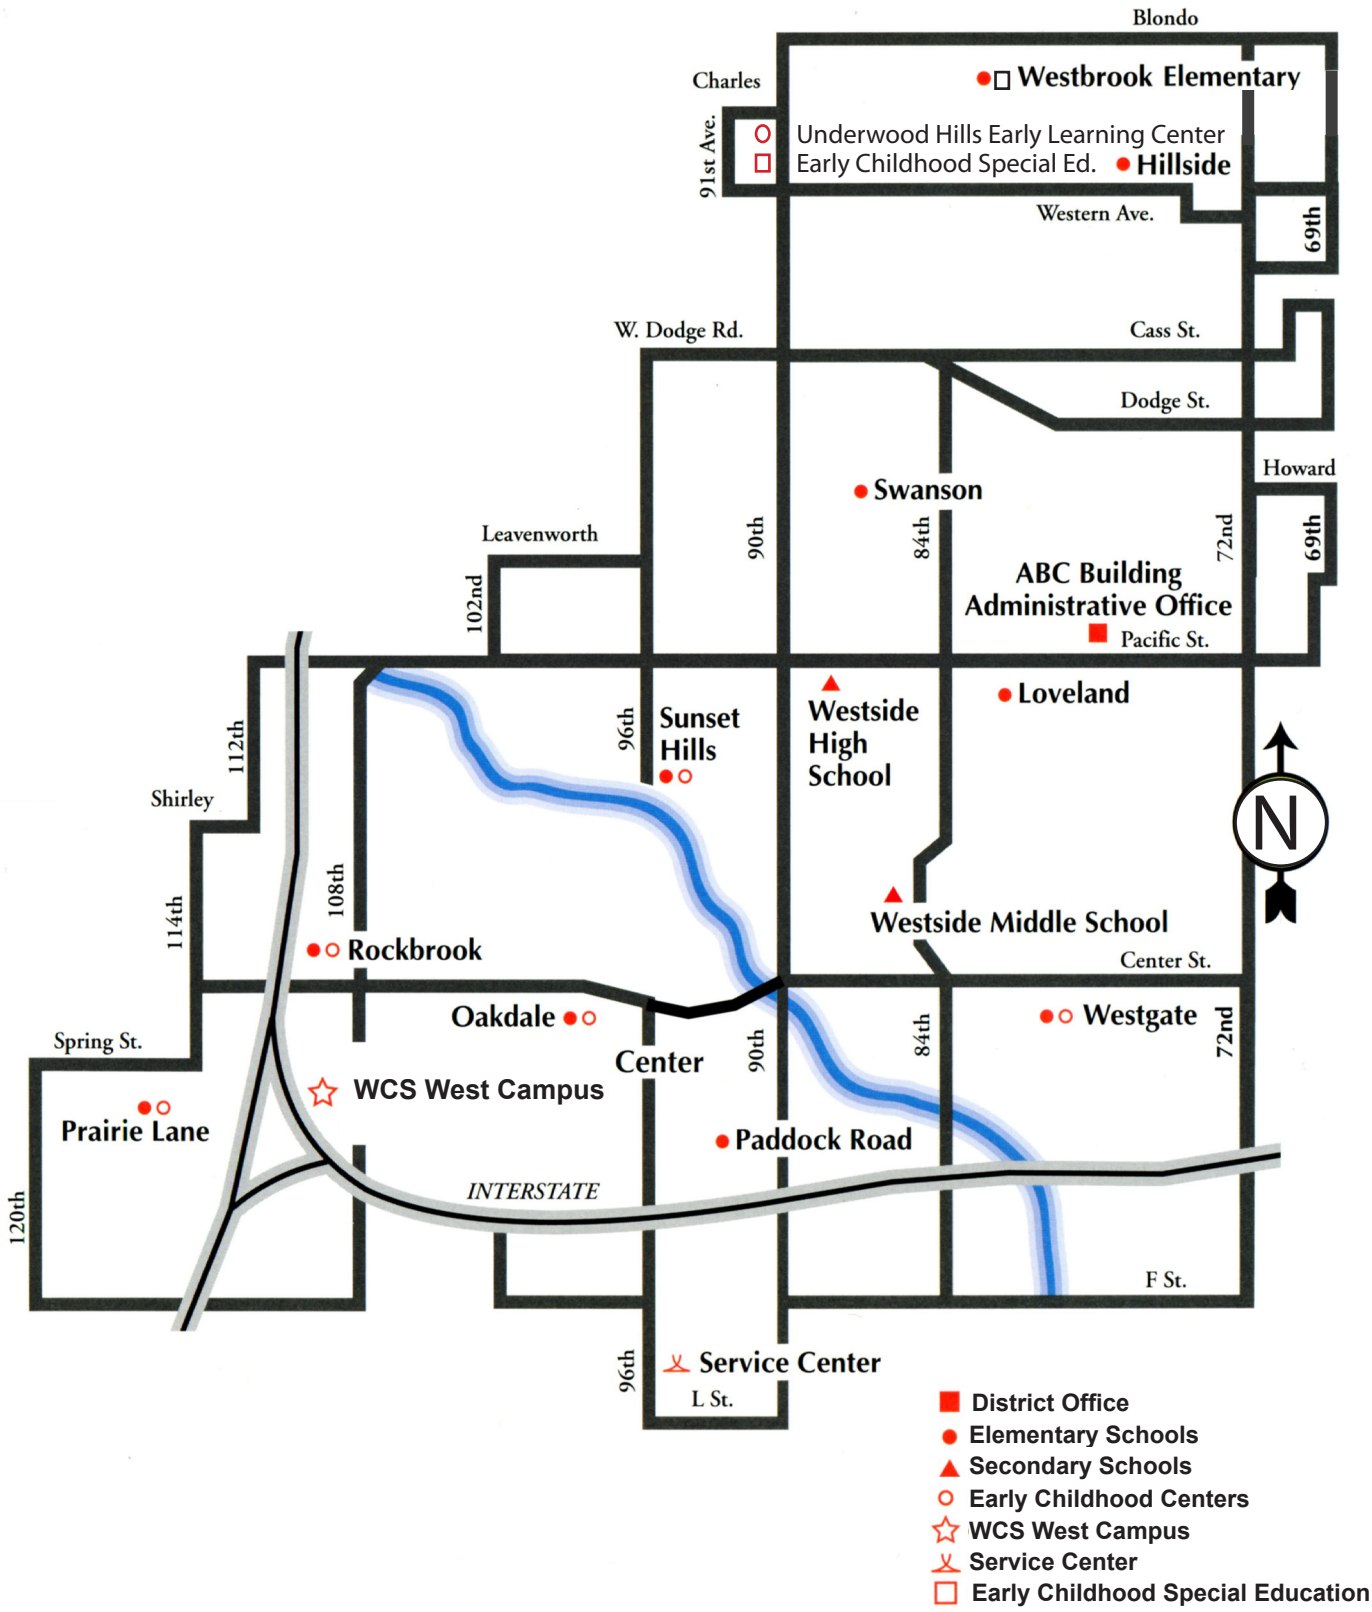 Blondo
Charles
Westbrook Elementary
91st Ave.
Underwood Hills Early Learning Center
Early Childhood Special Ed.
Hillside
Western Ave.
69th
W. Dodge Rd.
Cass St.
Dodge St.
Howard
Swanson
90th
84th
72nd
69th
Leavenworth
102nd
ABC Building
Administrative Office
Pacific St.
112th
96th
Sunset
Hills
Westside
High
School
Loveland
Shirley
N
114th
108th
Westside Middle School
Rockbrook
Center St.
Oakdale
Westgate
Spring St.
Center
90th
84th
72nd
WCS West Campus
Prairie Lane
Paddock Road
120th
INTERSTATE
F St.
96th
Service Center
L St.
District Office
Elementary Schools
Secondary Schools
Early Childhood Centers
WCS West Campus
Service Center
Early Childhood Special Education